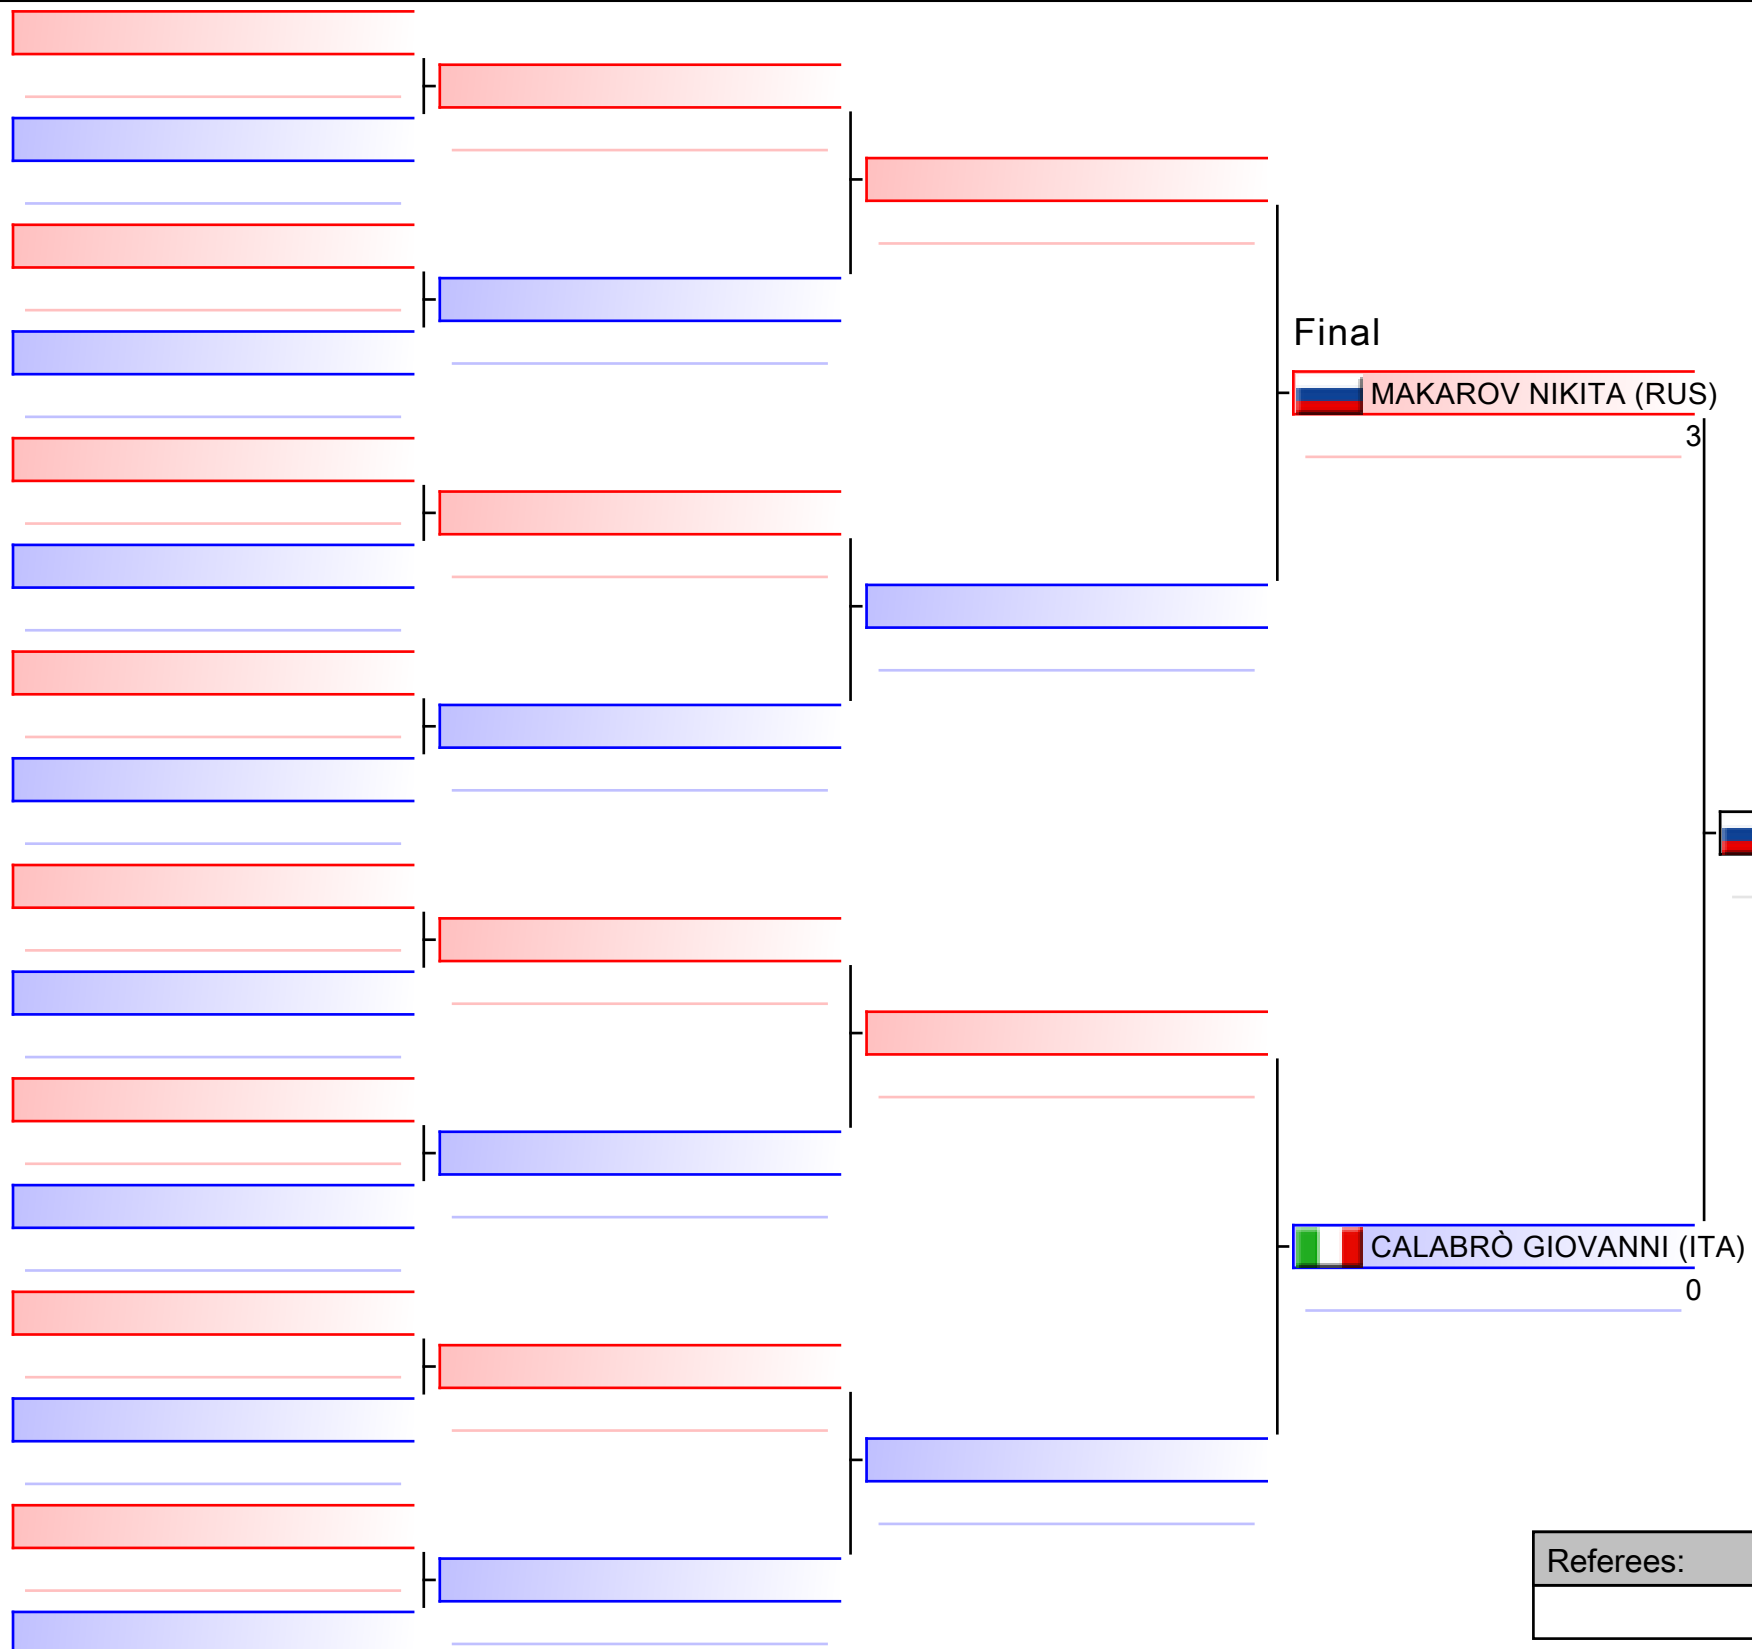 Final
MAKAROV NIKITA (RUS)
3
CALABRÒ GIOVANNI (ITA)
0
Referees: